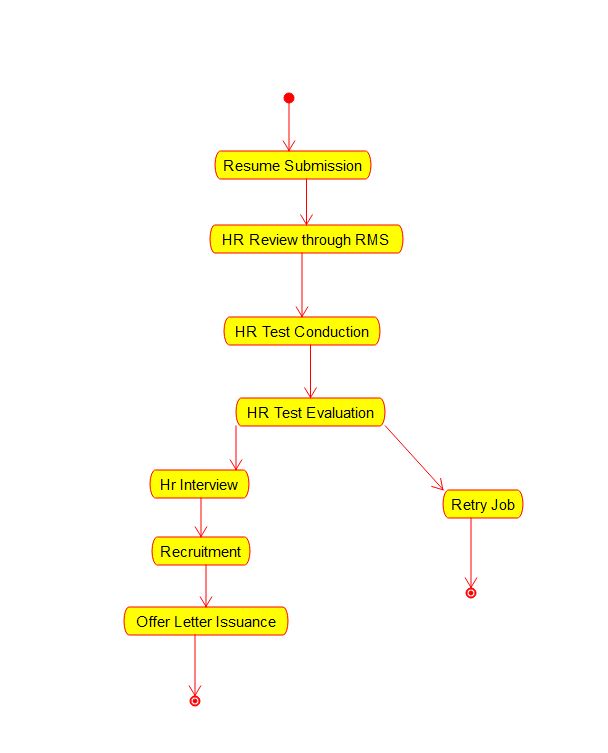 Resume Submission
HR Review through RMS
HR Test Conduction
HR Test Evaluation
Hr Interview
Retry Job
Recruitment
Offer Letter Issuance